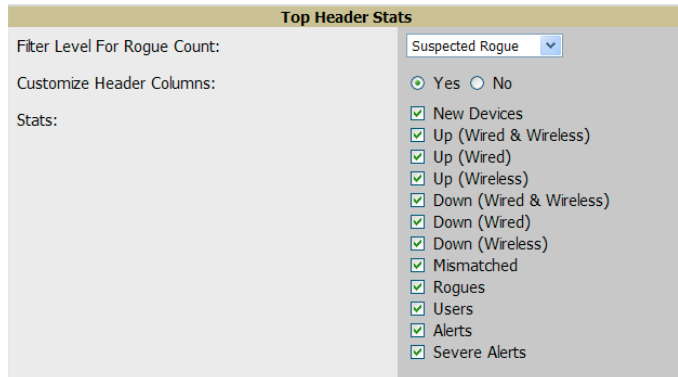 Top Header Stats
Filter Level For Rogue Count: Suspected Rogue
Customize Header Columns: Yes No
Stats: New Devices
Up (Wired & Wireless)
Up (Wired)
Up (Wireless)
Down (Wired & Wireless)
Down (Wired)
Down (Wireless)
Mismatched
Rogues
Users
Alerts
Severe Alerts